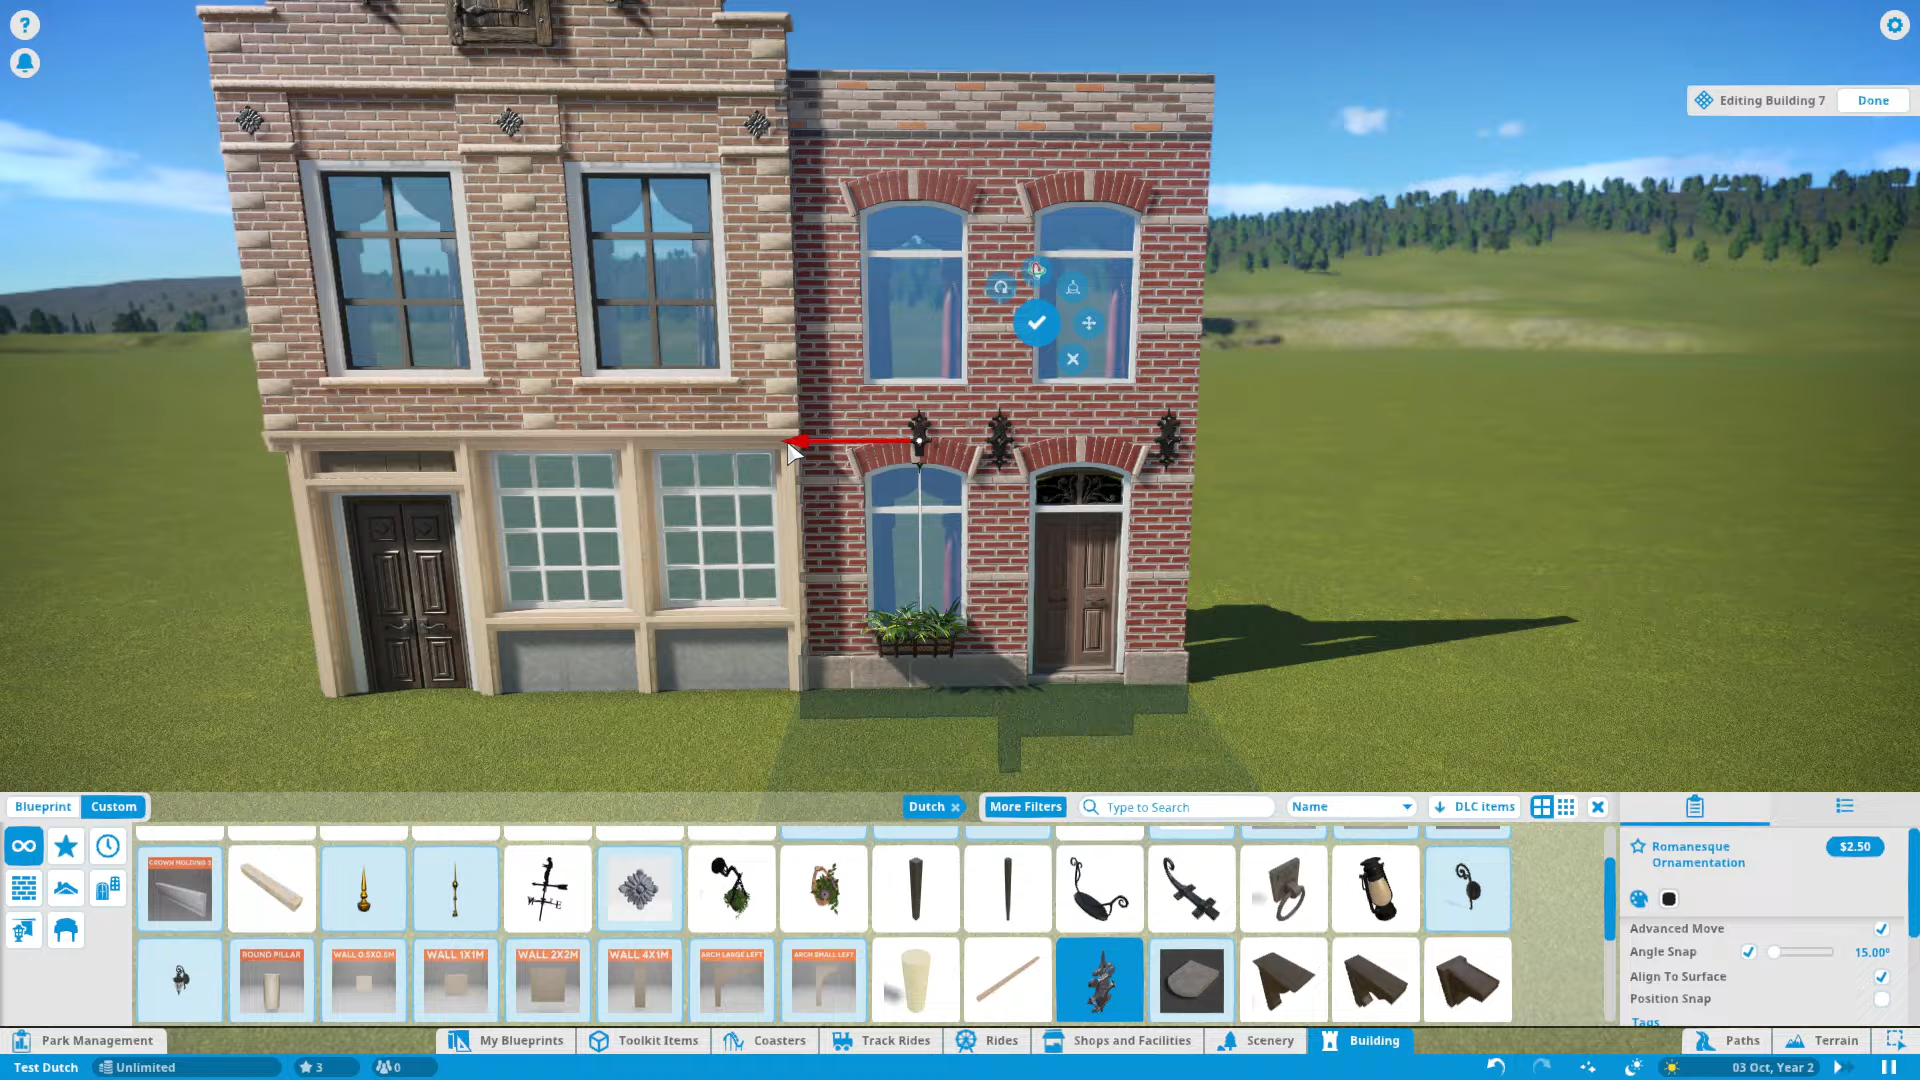 ?
Editing Building 7
Done
Blueprint
Custom
Dutch
More Filters
Type to Search
Name
DLC items
CROWN MOLDING
ROUND PILLAR
WALL 0.5X0.5M
WALL 1X1M
WALL 2X2M
WALL 4X1M
ARCH LARGE LEFT
ARCH SMALL LEFT
Romanesque
Ornamentation
$2.50
Advanced Move
Angle Snap
15.00°
Align To Surface
Position Snap
Tags
Park Management
My Blueprints
Toolkit Items
Coasters
Track Rides
Rides
Shops and Facilities
Scenery
Building
Paths
Terrain
Test Dutch
Unlimited
3
0
03 Oct, Year 2